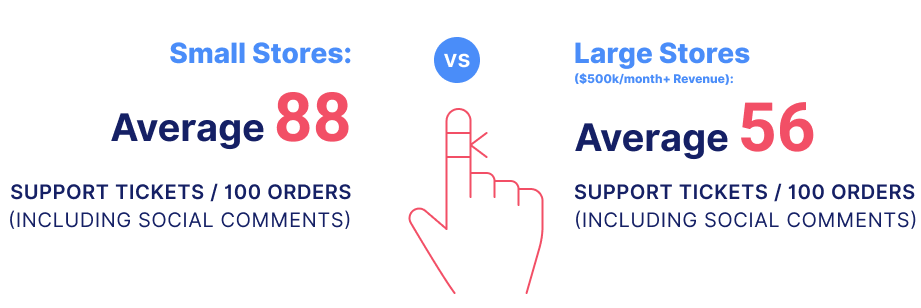 Small Stores:
Average 88
SUPPORT TICKETS / 100 ORDERS
(INCLUDING SOCIAL COMMENTS)
VS
Large Stores
($500k/month+ Revenue):
Average 56
SUPPORT TICKETS / 100 ORDERS
(INCLUDING SOCIAL COMMENTS)